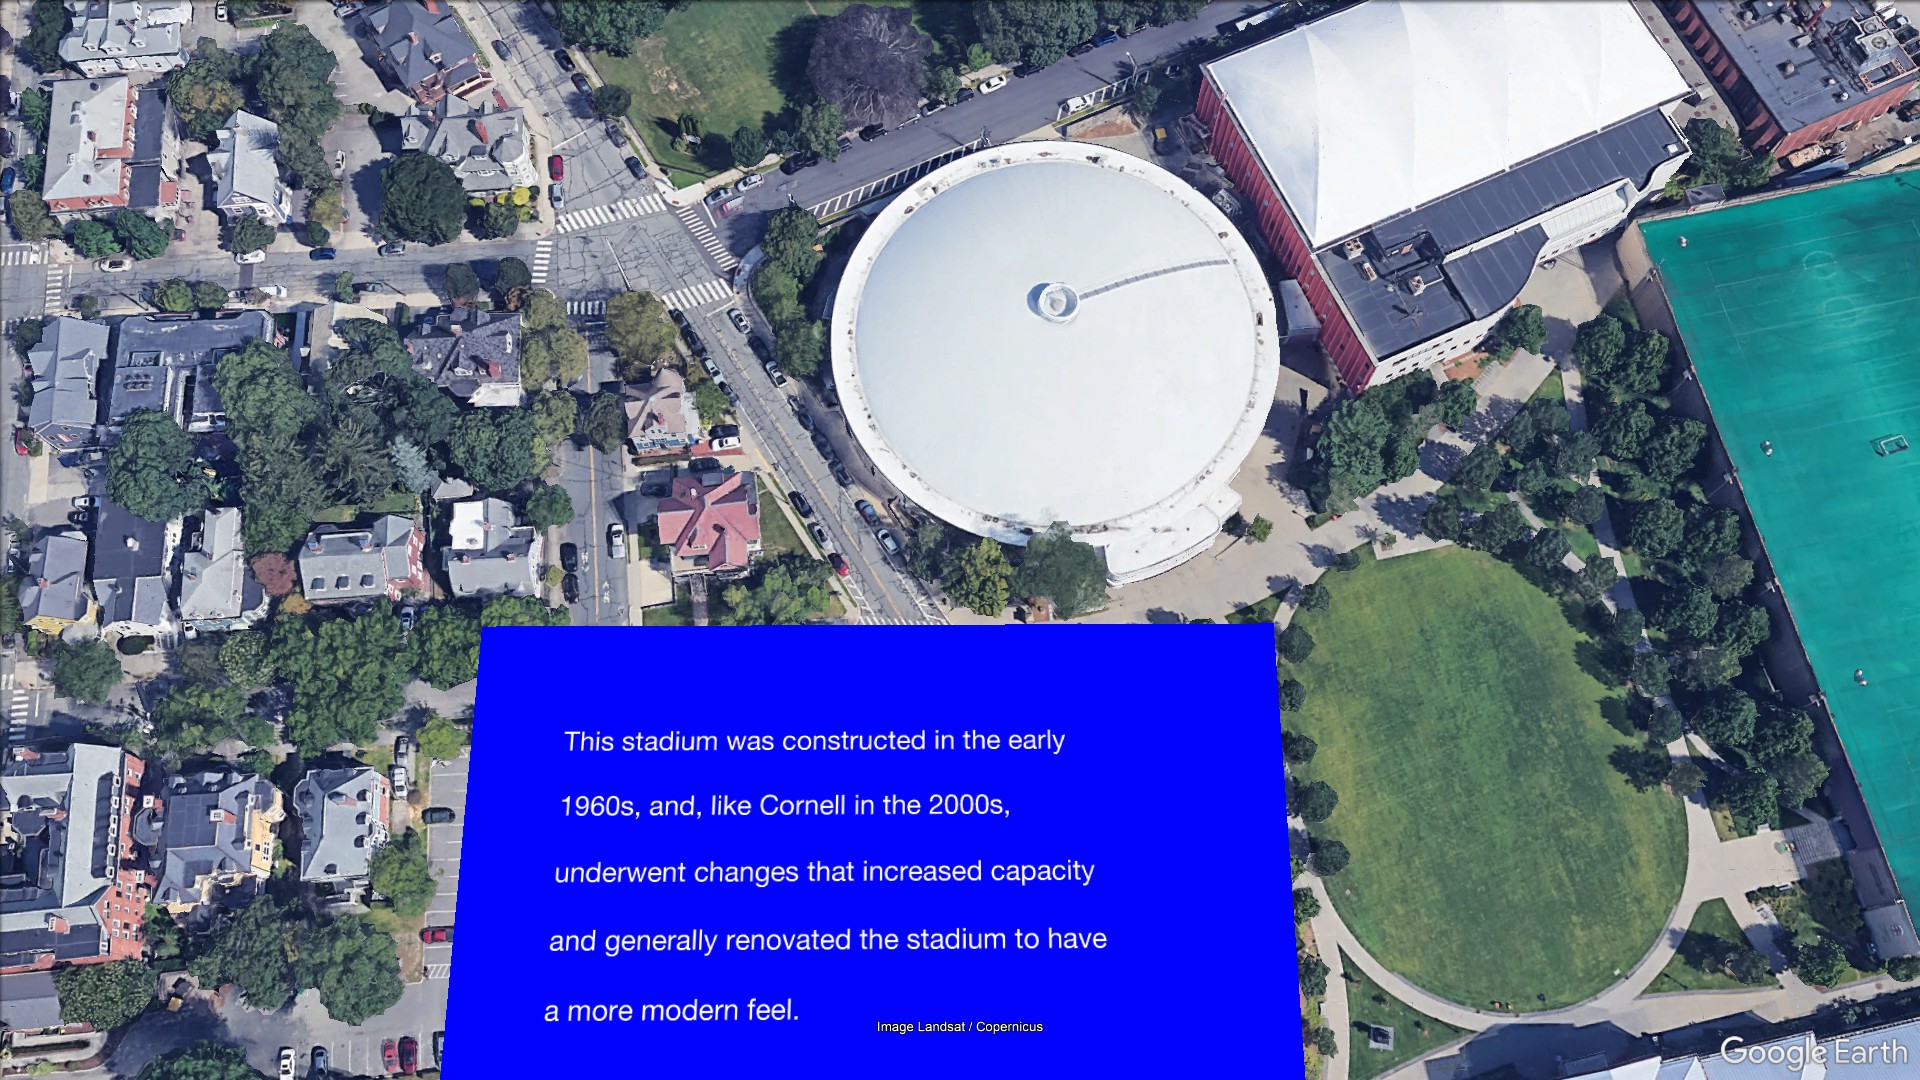 This stadium was constructed in the early
1960s, and, like Cornell in the 2000s,
underwent changes that increased capacity
and generally renovated the stadium to have
a more modern feel.
Image Landsat / Copernicus
Google Earth